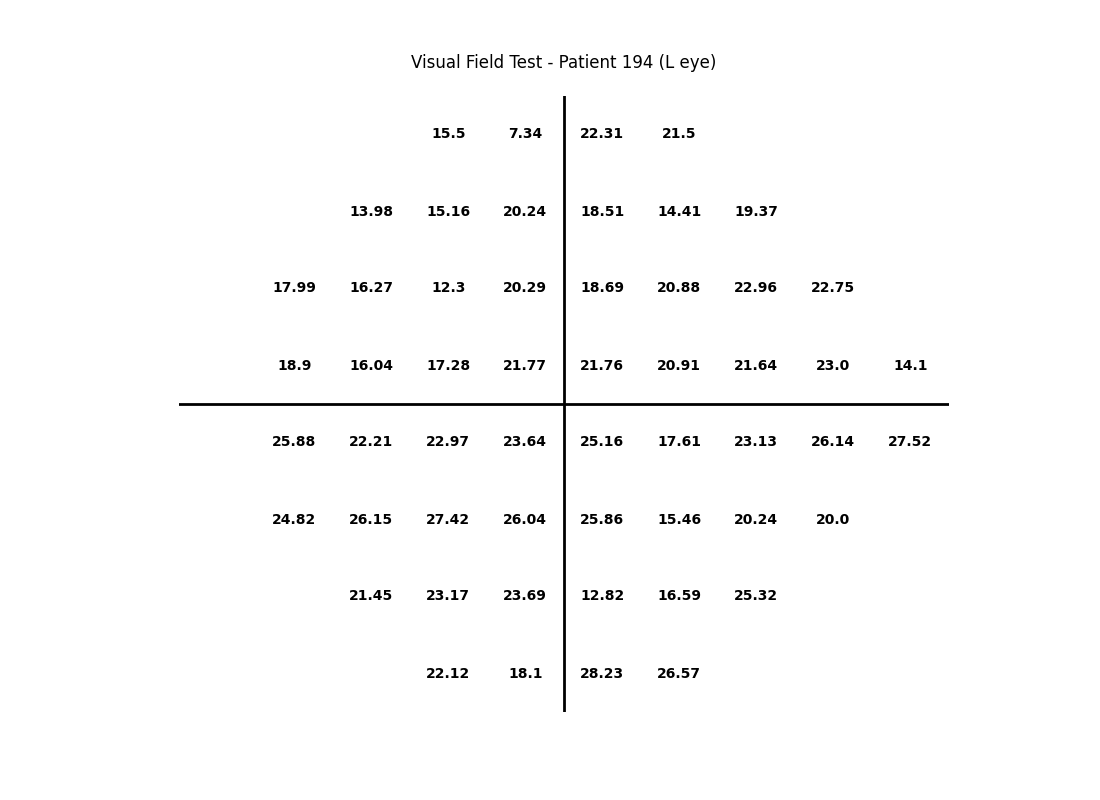 Visual Field Test - Patient 194 (L eye)
15.5 7.34 22.31 21.5
13.98 15.16 20.24 18.51 14.41 19.37
17.99 16.27 12.3 20.29 18.69 20.88 22.96 22.75
18.9 16.04 17.28 21.77 21.76 20.91 21.64 23.0 14.1
25.88 22.21 22.97 23.64 25.16 17.61 23.13 26.14 27.52
24.82 26.15 27.42 26.04 25.86 15.46 20.24 20.0
21.45 23.17 23.69 12.82 16.59 25.32
22.12 18.1 28.23 26.57